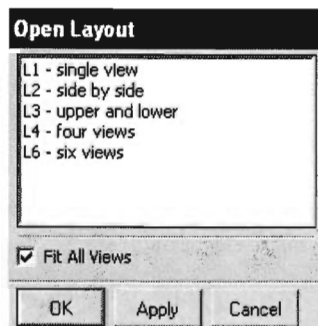 Open Layout
L1 - single view
L2 - side by side
L3 - upper and lower
L4 - four views
L6 - six views
Fit All Views
OK Apply Cancel